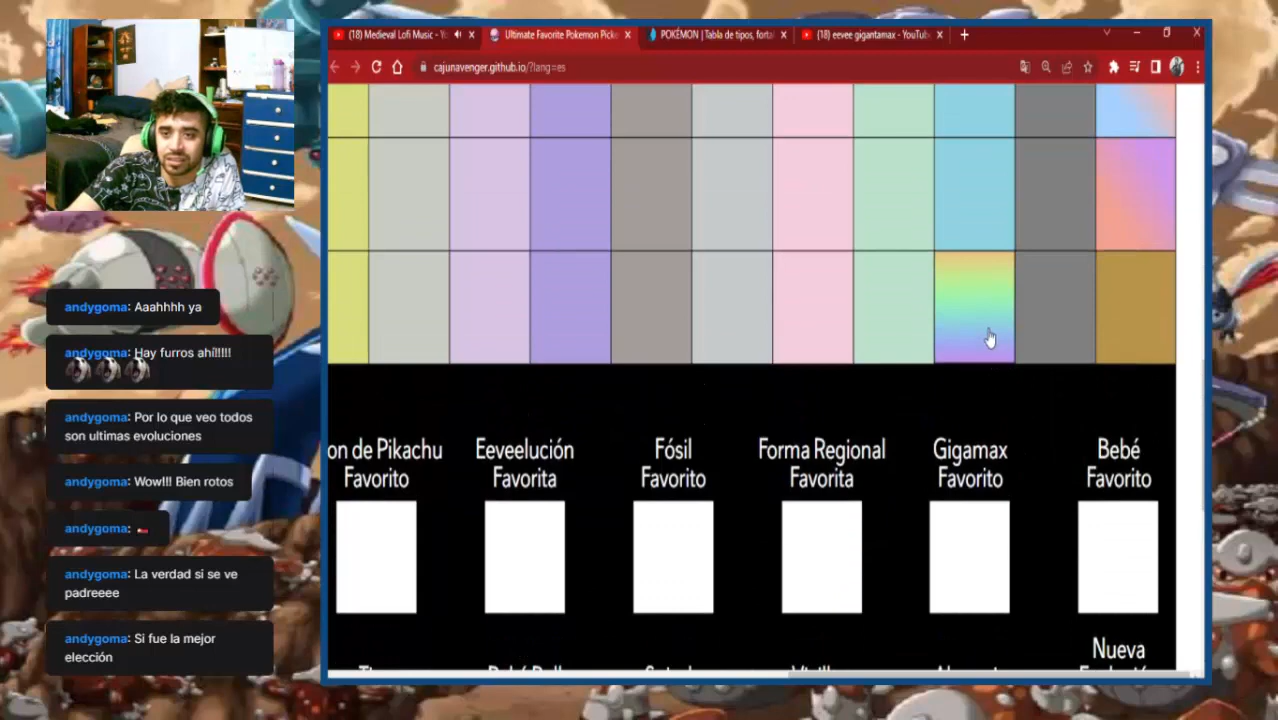 (18) Medieval Lofi Music - Yo
Ultimate Favorite Pokemon Picke
POKÉMON | Tabla de tipos, forta
(18) eevee gigantamax - YouTube
cajunavenger.github.io/?lang=es
andygoma: Aaahhhh ya
andygoma: Hay furros ahí!!!!!
andygoma: Por lo que veo todos
son ultimas evoluciones
andygoma: Wow!!! Bien rotos
andygoma:
andygoma: La verdad si se ve
padreeee
andygoma: Si fue la mejor
elección
on de Pikachu
Favorito
Eeveelución
Favorita
Fósil
Favorito
Forma Regional
Favorita
Gigamax
Favorito
Bebé
Favorito
Nueva